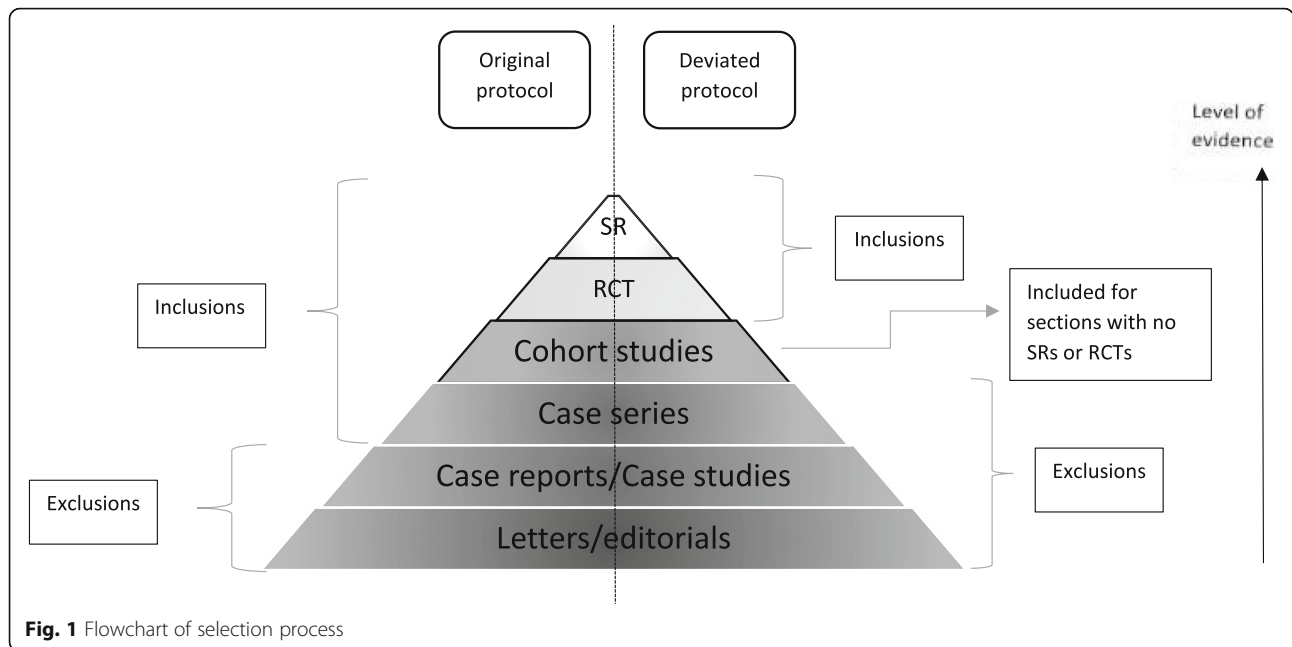 Original
protocol
Deviated
protocol
Level of
evidence
SR
Inclusions
RCT
Inclusions
Included for
sections with no
SRs or RCTs
Cohort studies
Case series
Case reports/Case studies
Exclusions
Exclusions
Letters/editorials
Fig. 1 Flowchart of selection process